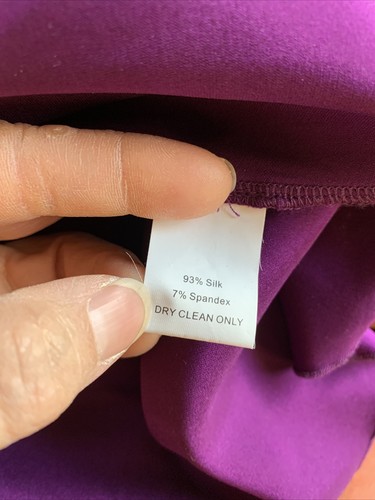 93% Silk
7% Spandex
DRY CLEAN ONLY